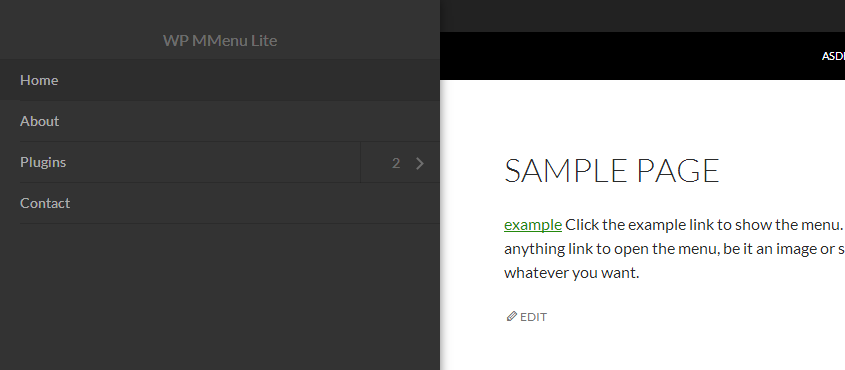 WP MMenu Lite
Home
About
Plugins
2
Contact
SAMPLE PAGE
example Click the example link to show the menu.
anything link to open the menu, be it an image or
whatever you want.
EDIT